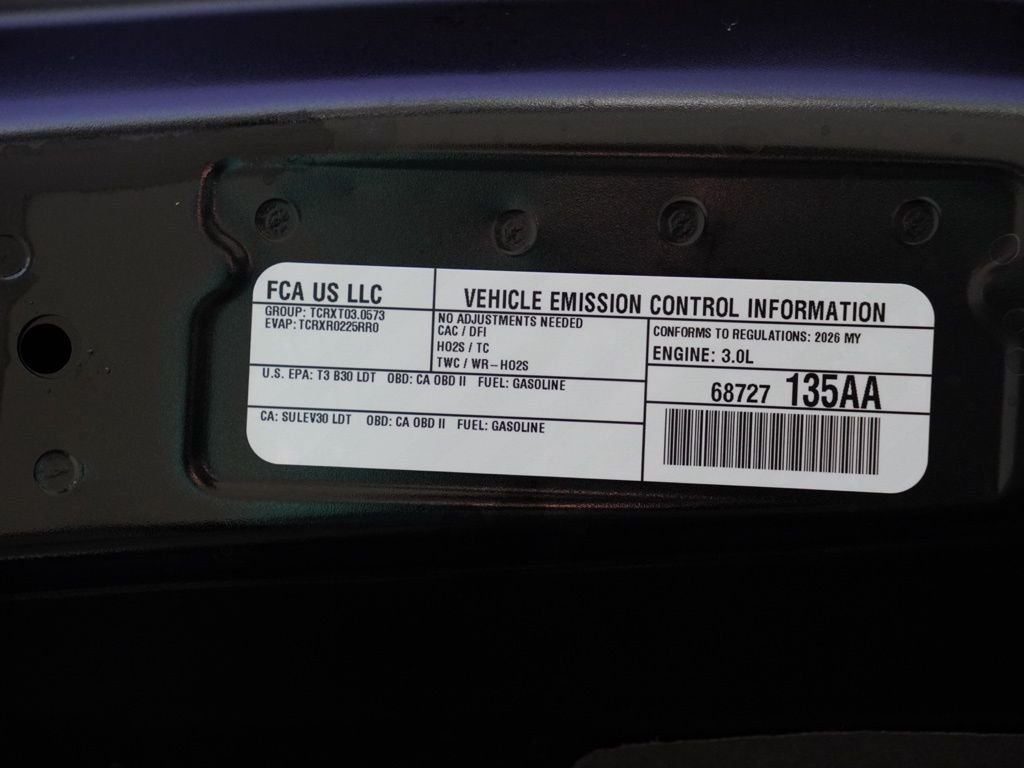 FCA US LLC
GROUP: TCRXT03.0573
EVAP: TCRXR0225RR0
VEHICLE EMISSION CONTROL INFORMATION
NO ADJUSTMENTS NEEDED
CAC / DFI
HO2S / TC
TWC / WR-HO2S
CONFORMS TO REGULATIONS: 2026 MY
ENGINE: 3.0L
U.S. EPA: T3 B30 LDT OBD: CA OBD II FUEL: GASOLINE
68727 135AA
CA: SULEV30 LDT OBD: CA OBD II FUEL: GASOLINE